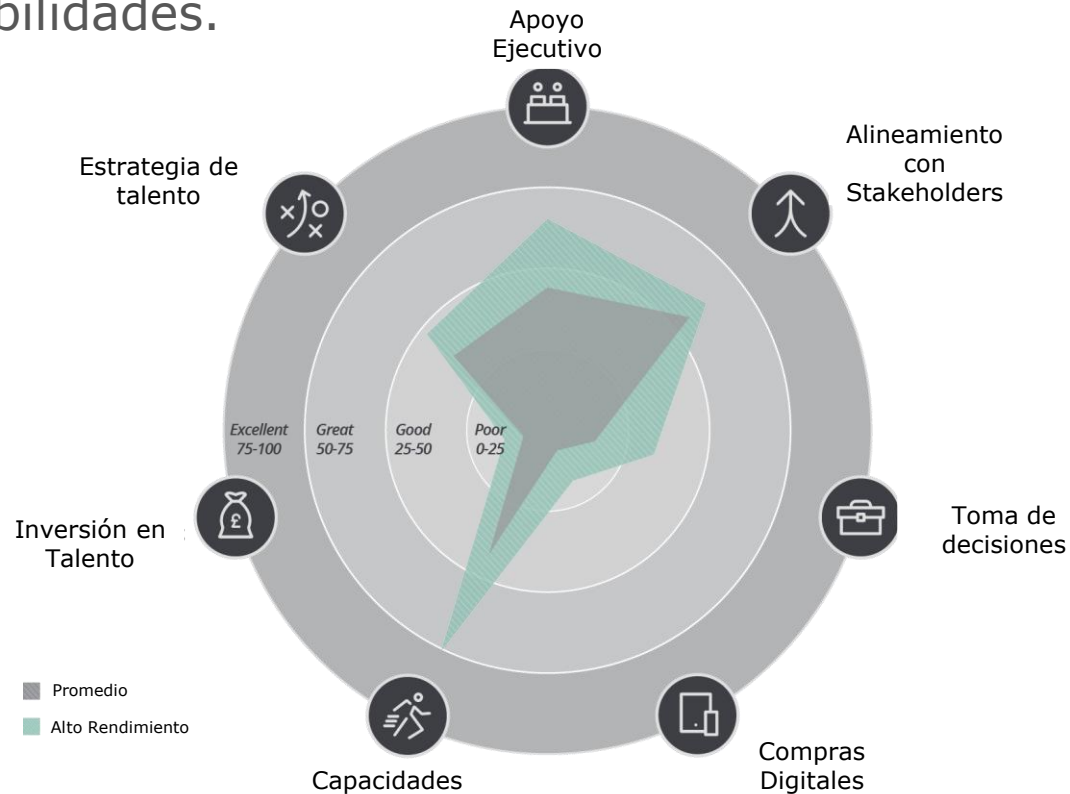 bilidades.
Apoyo
Ejecutivo
Alineamiento
con
Stakeholders
Estrategia de
talento
Excellent
75-100
Great
50-75
Good
25-50
Poor
0-25
Inversión en
Talento
£
Toma de
decisiones
Promedio
Alto Rendimiento
Capacidades
Compras
Digitales